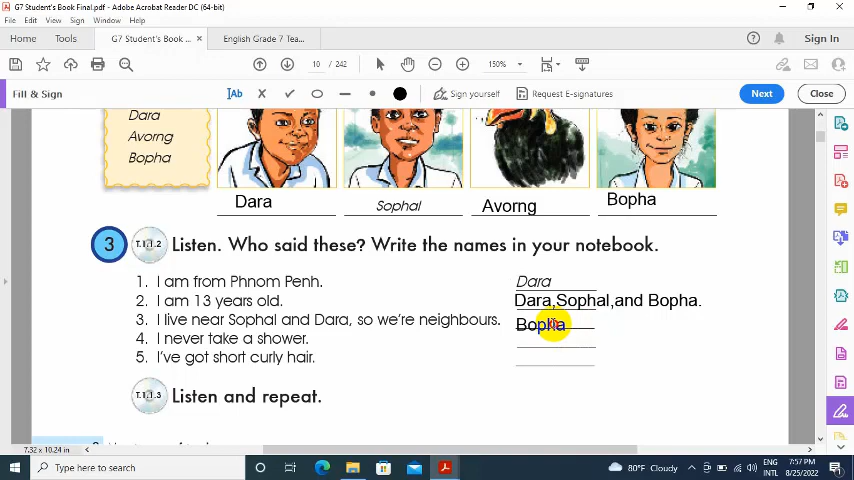 G7 Student's Book Final.pdf - Adobe Acrobat Reader DC (64-bit)
File Edit View Sign Window Help
Home Tools G7 Student's Book ... × English Grade 7 Tea... Sign In
10 / 242 150%
Fill & Sign Ab Sign yourself Request E-signatures Next Close
Dara
Avorng
Bopha
Dara Sophal Avorng Bopha
3 T.1.1.2 Listen. Who said these? Write the names in your notebook.
1. I am from Phnom Penh. Dara
2. I am 13 years old. Dara,Sophal,and Bopha.
3. I live near Sophal and Dara, so we're neighbours. Bopha
4. I never take a shower.
5. I've got short curly hair.
T.1.1.3 Listen and repeat.
7.32 x 10.24 in
Type here to search 80°F Cloudy ENG 7:57 PM
INTL 8/25/2022